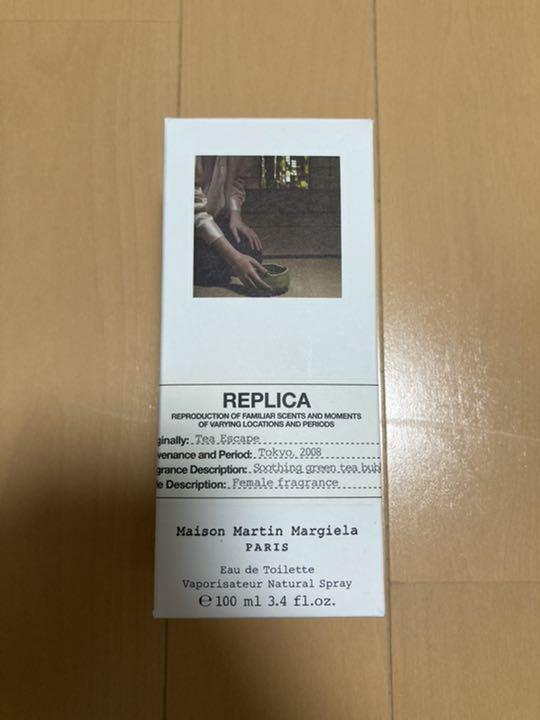 REPLICA
REPRODUCTION OF FAMILIAR SCENTS AND MOMENTS
OF VARYING LOCATIONS AND PERIODS
ginally: Tea Escape
venance and Period: Tokyo, 2008
grance Description: Soothing green tea bub
le Description: Female fragrance
Maison Martin Margiela
PARIS
Eau de Toilette
Vaporisateur Natural Spray
℮ 100 ml 3.4 fl.oz.